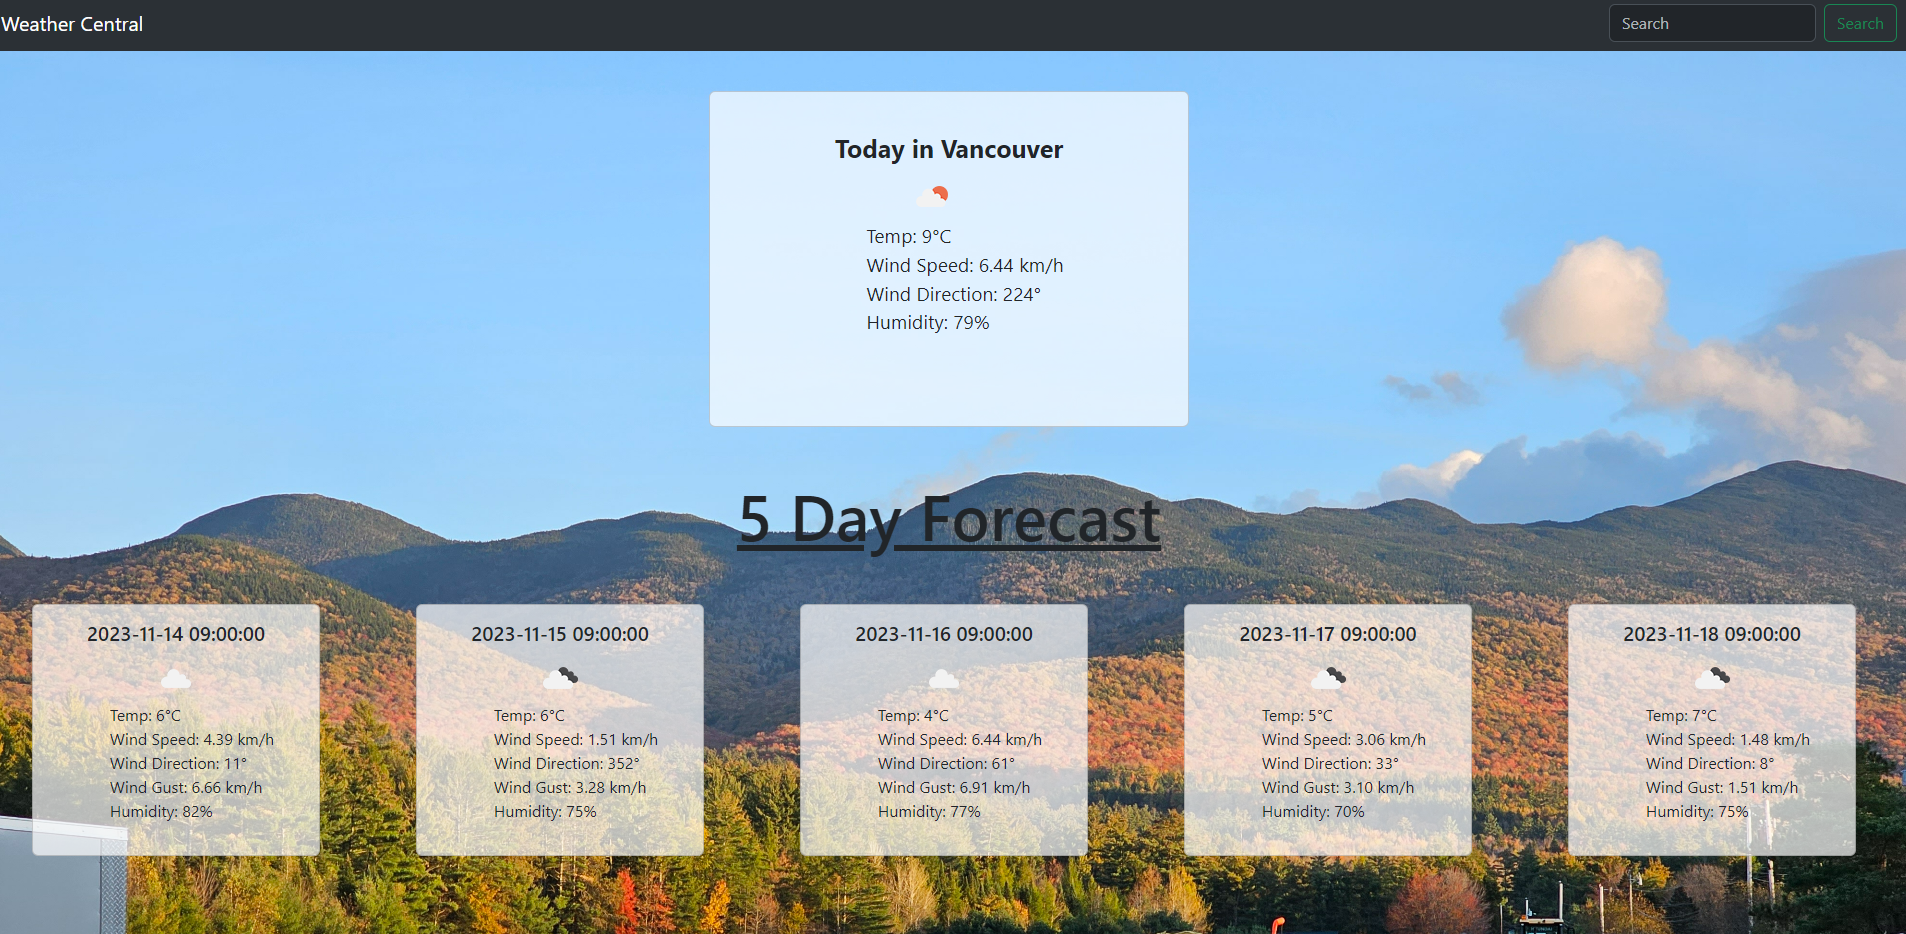 Weather Central
Search
Search
Today in Vancouver
Temp: 9°C
Wind Speed: 6.44 km/h
Wind Direction: 224°
Humidity: 79%
5 Day Forecast
2023-11-14 09:00:00
Temp: 6°C
Wind Speed: 4.39 km/h
Wind Direction: 11°
Wind Gust: 6.66 km/h
Humidity: 82%
2023-11-15 09:00:00
Temp: 6°C
Wind Speed: 1.51 km/h
Wind Direction: 352°
Wind Gust: 3.28 km/h
Humidity: 75%
2023-11-16 09:00:00
Temp: 4°C
Wind Speed: 6.44 km/h
Wind Direction: 61°
Wind Gust: 6.91 km/h
Humidity: 77%
2023-11-17 09:00:00
Temp: 5°C
Wind Speed: 3.06 km/h
Wind Direction: 33°
Wind Gust: 3.10 km/h
Humidity: 70%
2023-11-18 09:00:00
Temp: 7°C
Wind Speed: 1.48 km/h
Wind Direction: 8°
Wind Gust: 1.51 km/h
Humidity: 75%